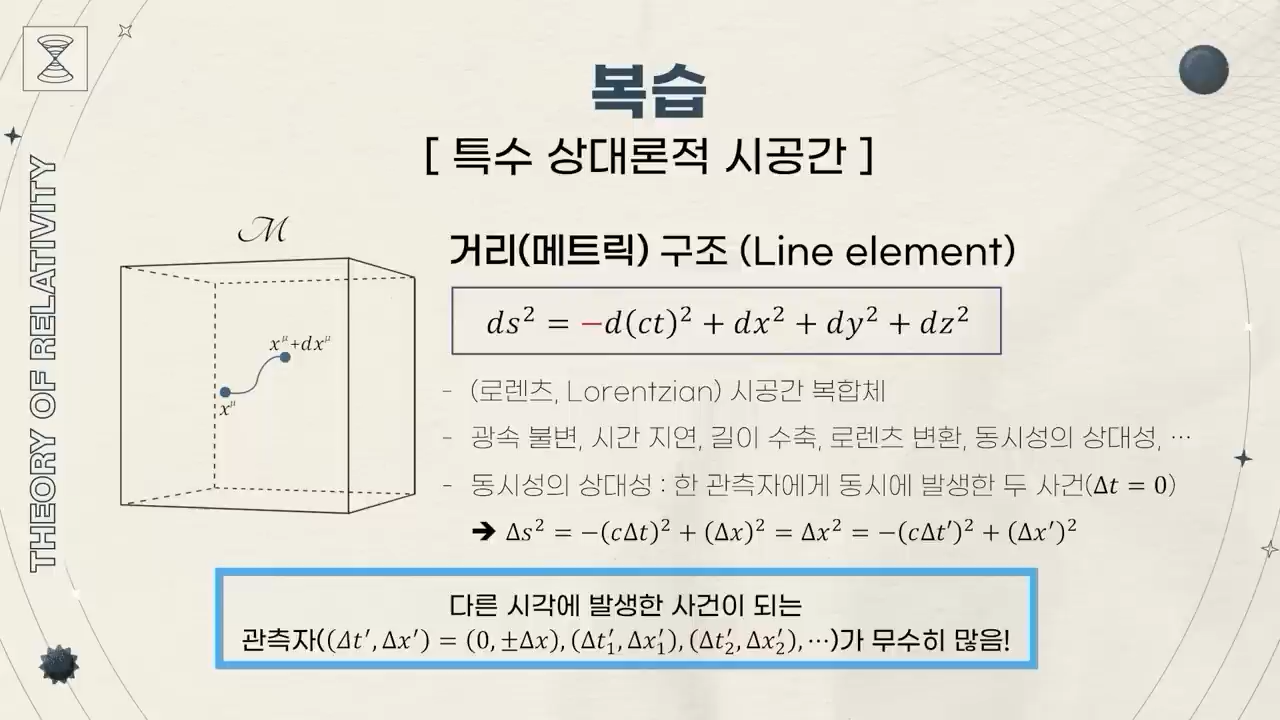 복습
[ 특수 상대론적 시공간 ]
THEORY OF RELATIVITY
ℳ
x^μ+dx^μ
x^μ
거리(메트릭) 구조 (Line element)
ds² = −d(ct)² + dx² + dy² + dz²
- (로렌츠, Lorentzian) 시공간 복합체
- 광속 불변, 시간 지연, 길이 수축, 로렌츠 변환, 동시성의 상대성, ⋯
- 동시성의 상대성 : 한 관측자에게 동시에 발생한 두 사건(Δt = 0)
➔ Δs² = −(cΔt)² + (Δx)² = Δx² = −(cΔt′)² + (Δx′)²
다른 시각에 발생한 사건이 되는
관측자((Δt′, Δx′) = (0, ±Δx), (Δt′₁, Δx′₁), (Δt′₂, Δx′₂), ⋯)가 무수히 많음!